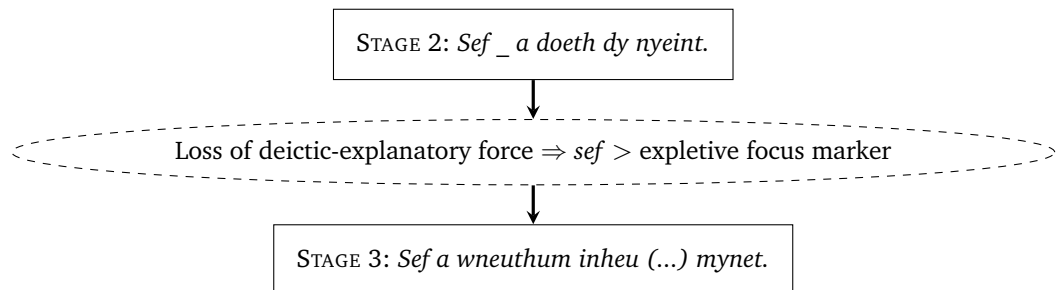 STAGE 2: Sef _ a doeth dy nyeint.
Loss of deictic-explanatory force ⇒ sef > expletive focus marker
STAGE 3: Sef a wneuthum inheu (...) mynet.